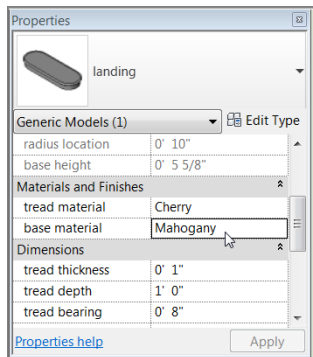 Properties
landing
Generic Models (1) Edit Type
radius location 0' 10"
base height 0' 5 5/8"
Materials and Finishes
tread material Cherry
base material Mahogany
Dimensions
tread thickness 0' 1"
tread depth 1' 0"
tread bearing 0' 8"
Properties help Apply